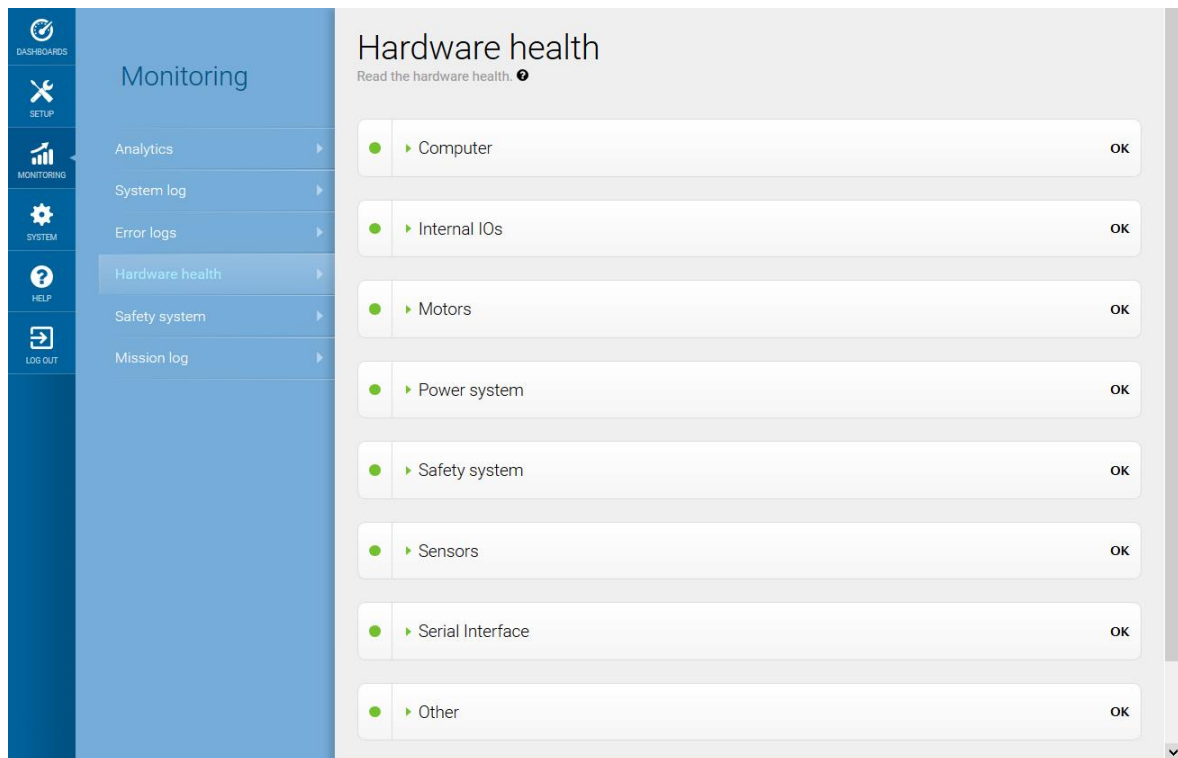 DASHBOARDS
SETUP
MONITORING
SYSTEM
HELP
LOG OUT
Monitoring
Analytics
System log
Error logs
Hardware health
Safety system
Mission log
Hardware health
Read the hardware health. ?
Computer OK
Internal IOs OK
Motors OK
Power system OK
Safety system OK
Sensors OK
Serial Interface OK
Other OK